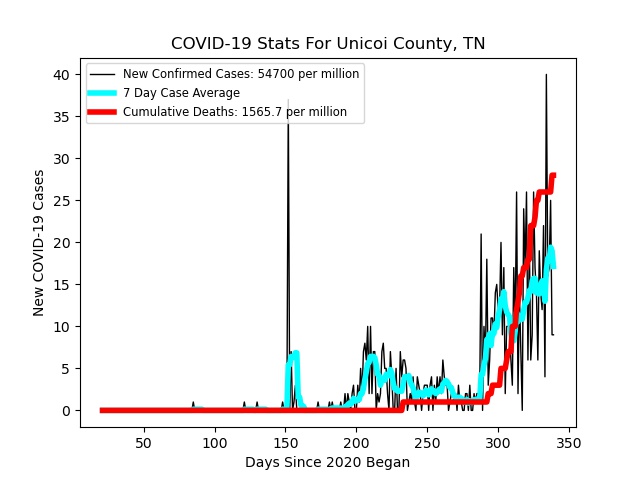 COVID-19 Stats For Unicoi County, TN
New Confirmed Cases: 54700 per million
7 Day Case Average
Cumulative Deaths: 1565.7 per million
New COVID-19 Cases
40
35
30
25
20
15
10
5
0
50 100 150 200 250 300 350
Days Since 2020 Began